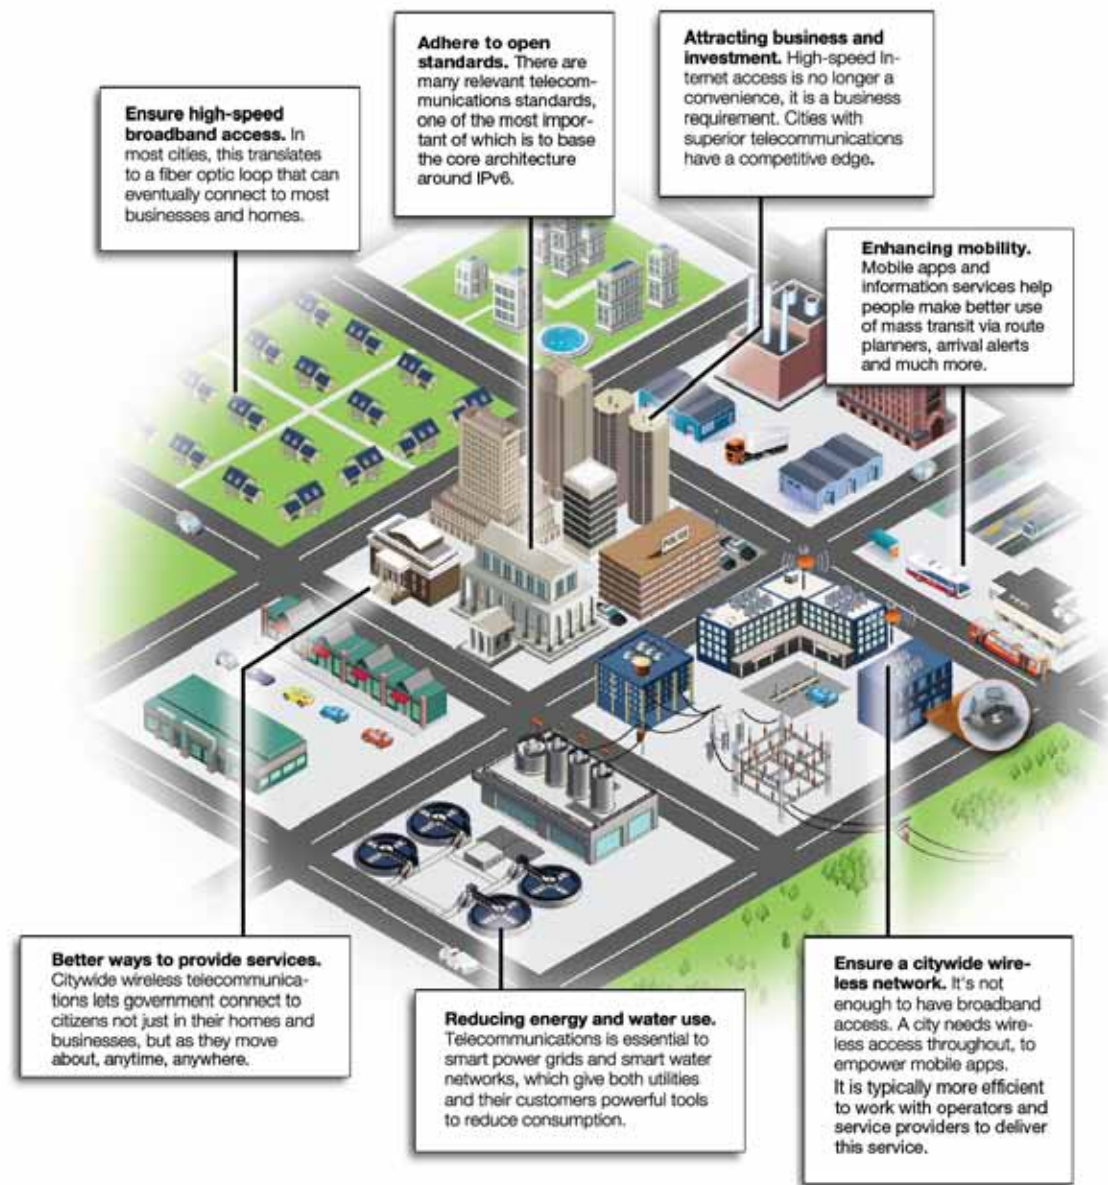 Adhere to open
standards. There are
many relevant telecom-
munications standards,
one of the most impor-
tant of which is to base
the core architecture
around IPv6.
Attracting business and
investment. High-speed In-
ternet access is no longer a
convenience, it is a business
requirement. Cities with
superior telecommunications
have a competitive edge.
Ensure high-speed
broadband access. In
most cities, this translates
to a fiber optic loop that can
eventually connect to most
businesses and homes.
Enhancing mobility.
Mobile apps and
information services help
people make better use
of mass transit via route
planners, arrival alerts
and much more.
POLICE
Better ways to provide services.
Citywide wireless telecommunica-
tions lets government connect to
citizens not just in their homes and
businesses, but as they move
about, anytime, anywhere.
Reducing energy and water use.
Telecommunications is essential to
smart power grids and smart water
networks, which give both utilities
and their customers powerful tools
to reduce consumption.
Ensure a citywide wire-
less network. It's not
enough to have broadband
access. A city needs wire-
less access throughout, to
empower mobile apps.
It is typically more efficient
to work with operators and
service providers to deliver
this service.